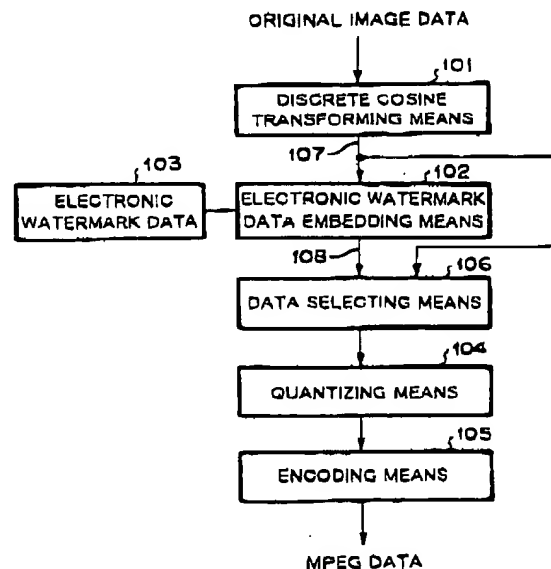 ORIGINAL IMAGE DATA
101
DISCRETE COSINE
TRANSFORMING MEANS
107
103
102
ELECTRONIC
WATERMARK DATA
ELECTRONIC WATERMARK
DATA EMBEDDING MEANS
108
106
DATA SELECTING MEANS
104
QUANTIZING MEANS
105
ENCODING MEANS
MPEG DATA